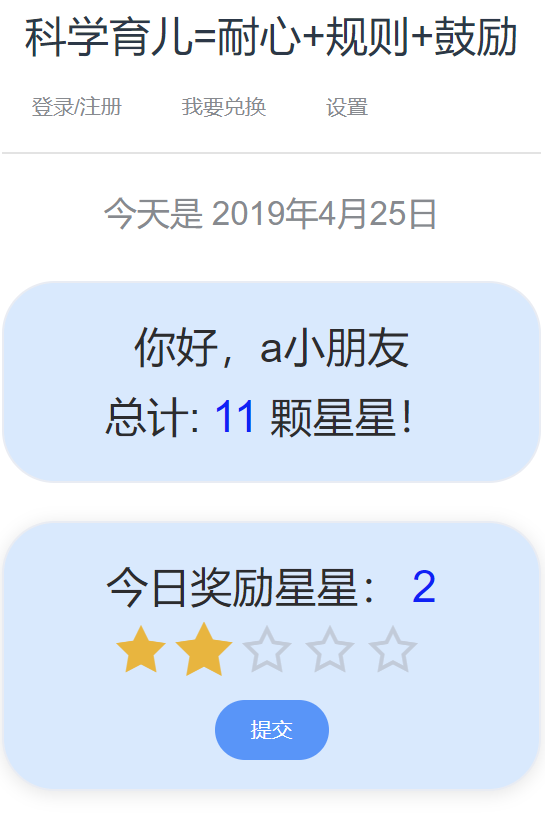 科学育儿=耐心+规则+鼓励
登录/注册 我要兑换 设置
今天是 2019年4月25日
你好，a小朋友
总计: 11 颗星星！
今日奖励星星： 2
提交